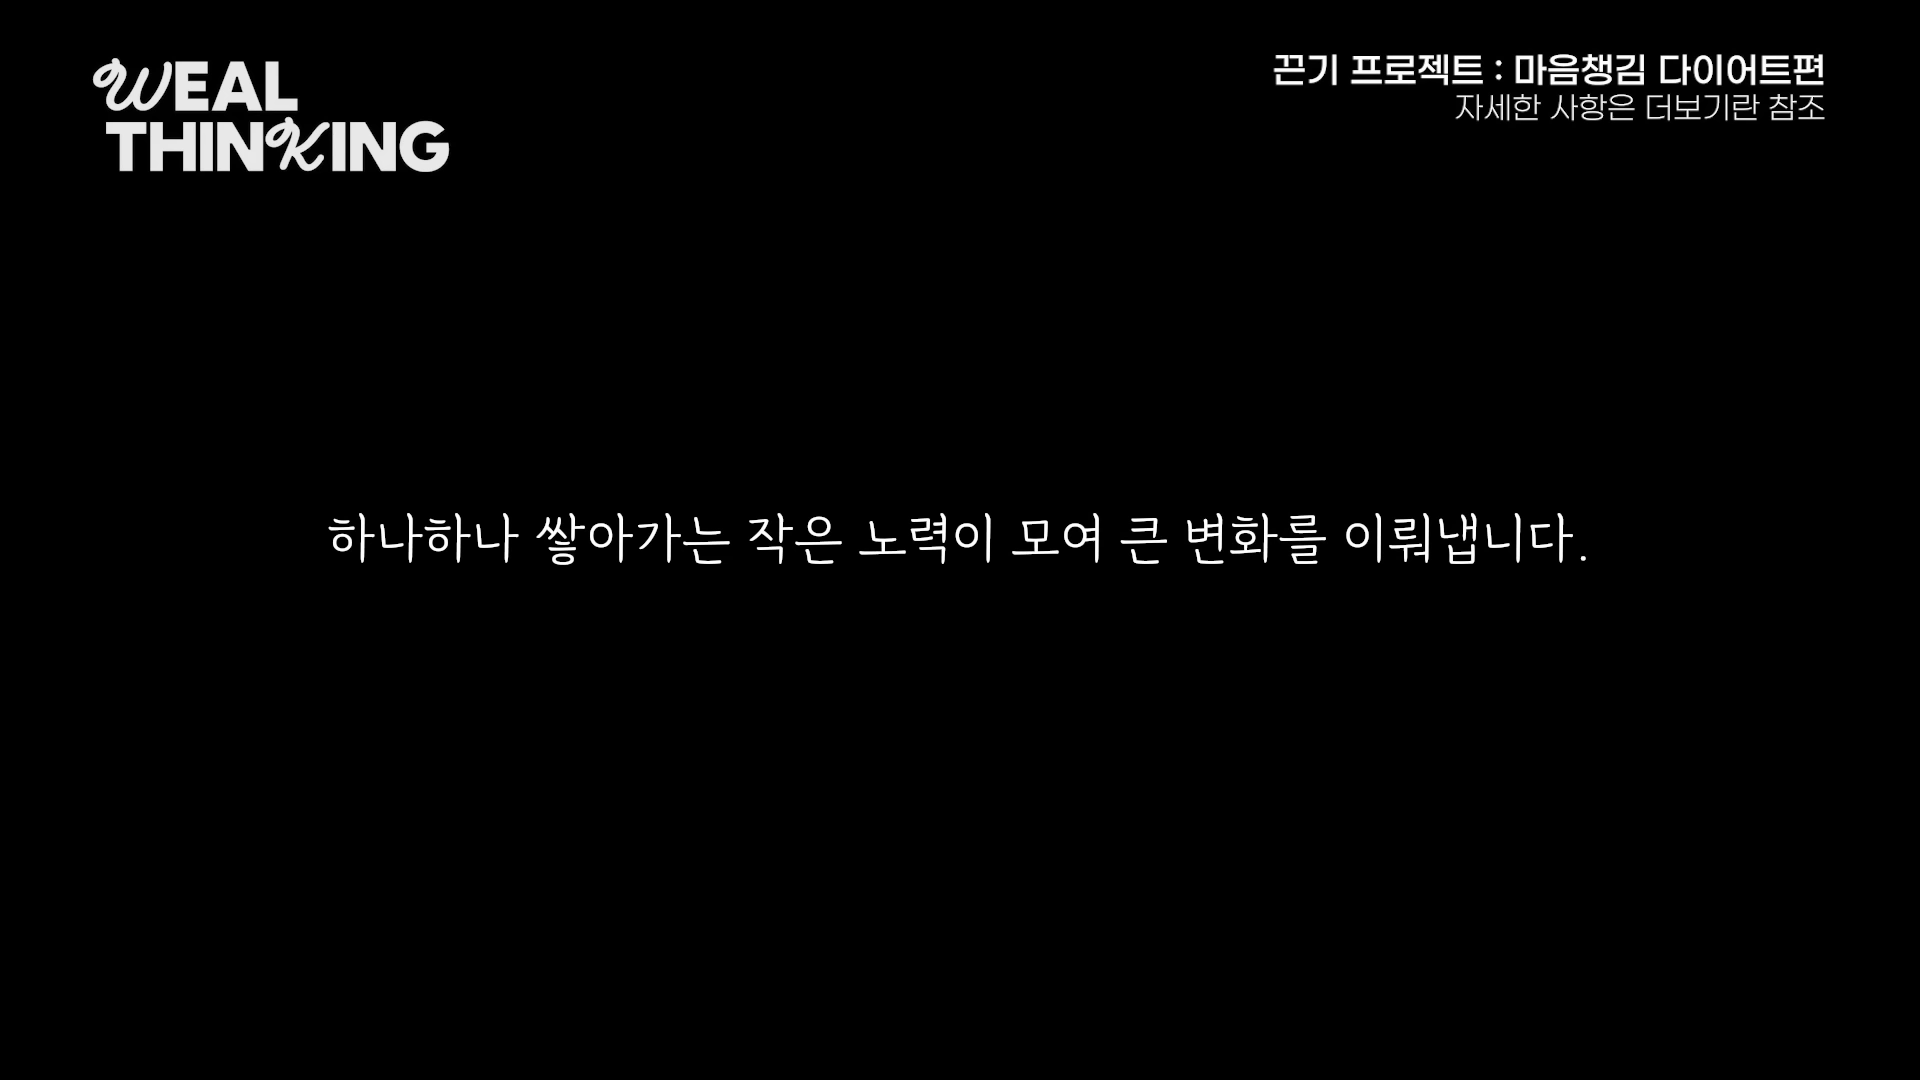 WEAL
THINKING
끈기 프로젝트 : 마음챙김 다이어트편
자세한 사항은 더보기란 참조
하나하나 쌓아가는 작은 노력이 모여 큰 변화를 이뤄냅니다.